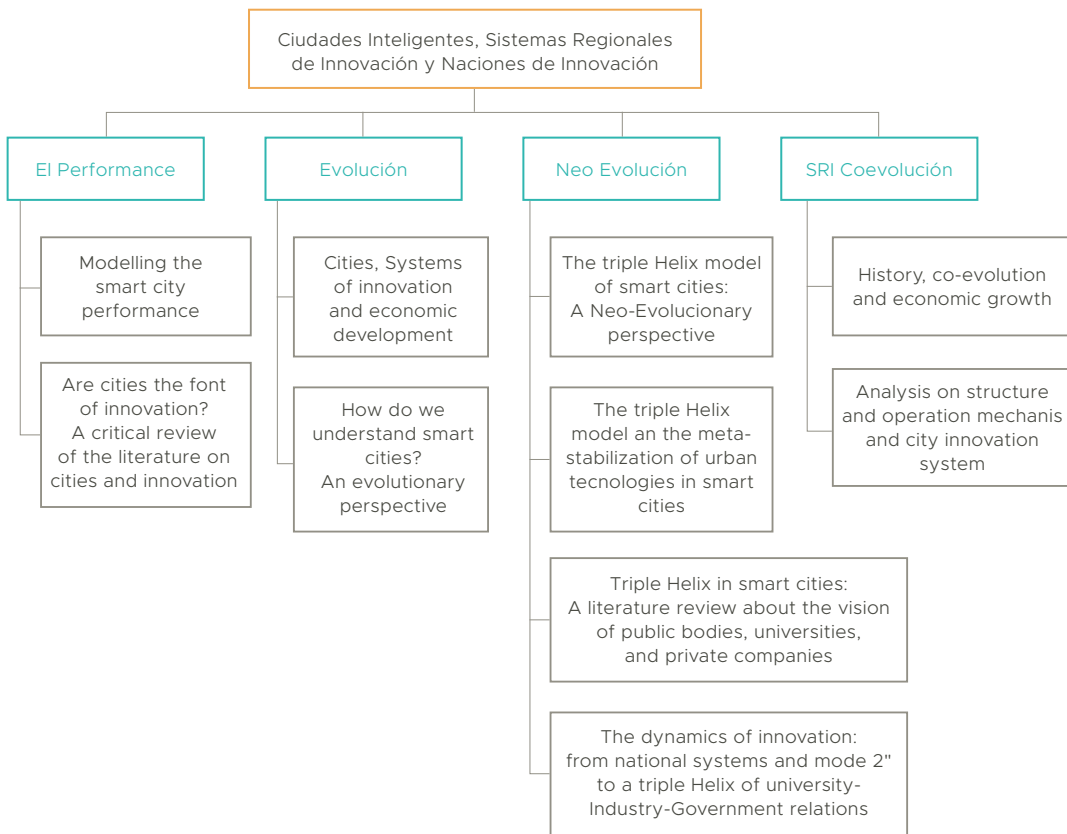 Ciudades Inteligentes, Sistemas Regionales
de Innovación y Naciones de Innovación
EI Performance
Evolución
Neo Evolución
SRI Coevolución
Modelling the
smart city
performance
Are cities the font
of innovation?
A critical review
of the literature on
cities and innovation
Cities, Systems
of innovation
and economic
development
How do we
understand smart
cities?
An evolutionary
perspective
The triple Helix model
of smart cities:
A Neo-Evolucionary
perspective
The triple Helix
model an the meta-
stabilization of urban
tecnologies in smart
cities
Triple Helix in smart cities:
A literature review about the vision
of public bodies, universities,
and private companies
The dynamics of innovation:
from national systems and mode 2"
to a triple Helix of university-
Industry-Government relations
History, co-evolution
and economic growth
Analysis on structure
and operation mechanis
and city innovation
system